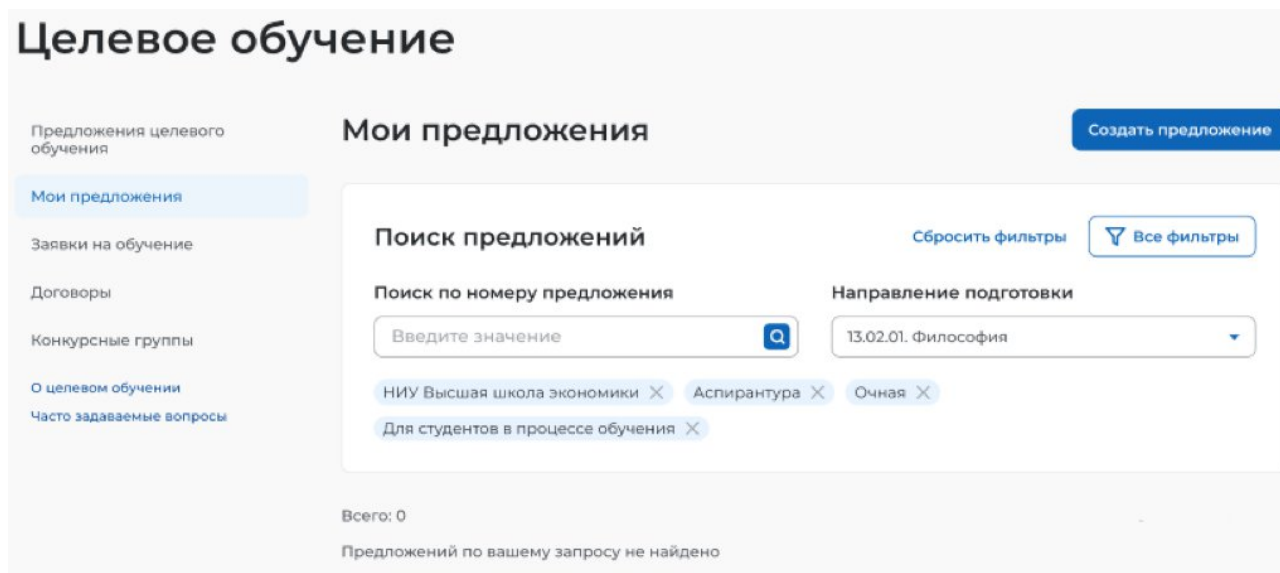 Целевое обучение
Предложения целевого
обучения
Мои предложения
Заявки на обучение
Договоры
Конкурсные группы
О целевом обучении
Часто задаваемые вопросы
Мои предложения
Создать предложение
Поиск предложений
Сбросить фильтры
Все фильтры
Поиск по номеру предложения
Направление подготовки
Введите значение
13.02.01. Философия
НИУ Высшая школа экономики
Аспирантура
Очная
Для студентов в процессе обучения
Всего: 0
Предложений по вашему запросу не найдено